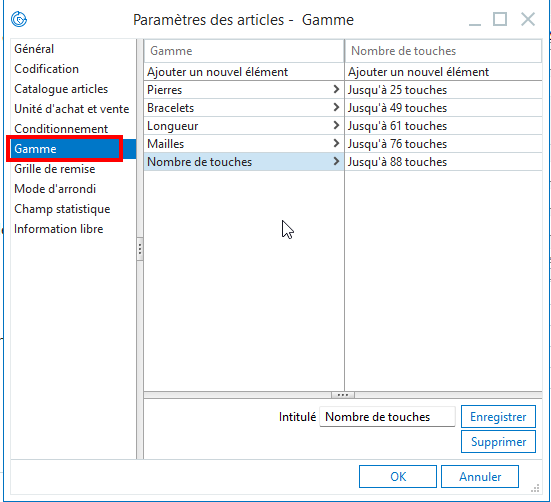 Paramètres des articles - Gamme
Général
Codification
Catalogue articles
Unité d'achat et vente
Conditionnement
Gamme
Grille de remise
Mode d'arrondi
Champ statistique
Information libre
Gamme
Ajouter un nouvel élément
Pierres
Bracelets
Longueur
Mailles
Nombre de touches
Nombre de touches
Ajouter un nouvel élément
Jusqu'à 25 touches
Jusqu'à 49 touches
Jusqu'à 61 touches
Jusqu'à 76 touches
Jusqu'à 88 touches
Intitulé Nombre de touches Enregistrer
Supprimer
OK Annuler